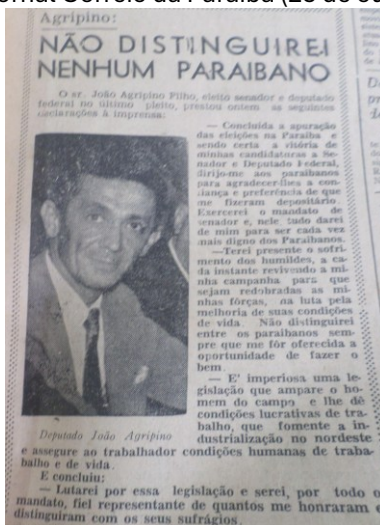 ornal Correio da Paraíba (
Agripino:
NÃO DISTINGUIREI
NENHUM PARAIBANO
O sr. João Agripino Filho, eleito senador e deputado
federal no último pleito, prestou ontem as seguintes
declarações à imprensa:
— Concluida a apuração
das eleições na Paraíba e
sendo certa a vitória de
minhas candidaturas a Se-
nador e Deputado Federal,
dirijo-me aos paraibanos
para agradecer-lhes a con-
fiança e preferência de que
me fizeram depositário.
Exercerei o mandato de
senador e, nele, tudo darei
de mim para ser cada vez
mais digno dos Paraibanos.
—Terei presente o sofri-
mento dos humildes, a ca-
da instante revivendo a mi-
nha campanha para que
sejam redobradas as mi-
nhas fôrças, na luta pela
melhoria de suas condições
de vida. Não distinguirei
entre os paraibanos sem-
pre que me fôr oferecida a
oportunidade de fazer o
bem.
— E' imperiosa uma le-
gislação que ampare o ho-
mem do campo e lhe dê
condições lucrativas de tra-
balho, que fomente a in-
dustrialização no nordeste
Deputado João Agripino
e assegure ao trabalhador condições humanas de traba-
balho e de vida.
E concluiu:
— Lutarei por essa legislação e serei, por todo o
mandato, fiel representante de quantos me honraram e
distinguiram com os seus sufrágios.